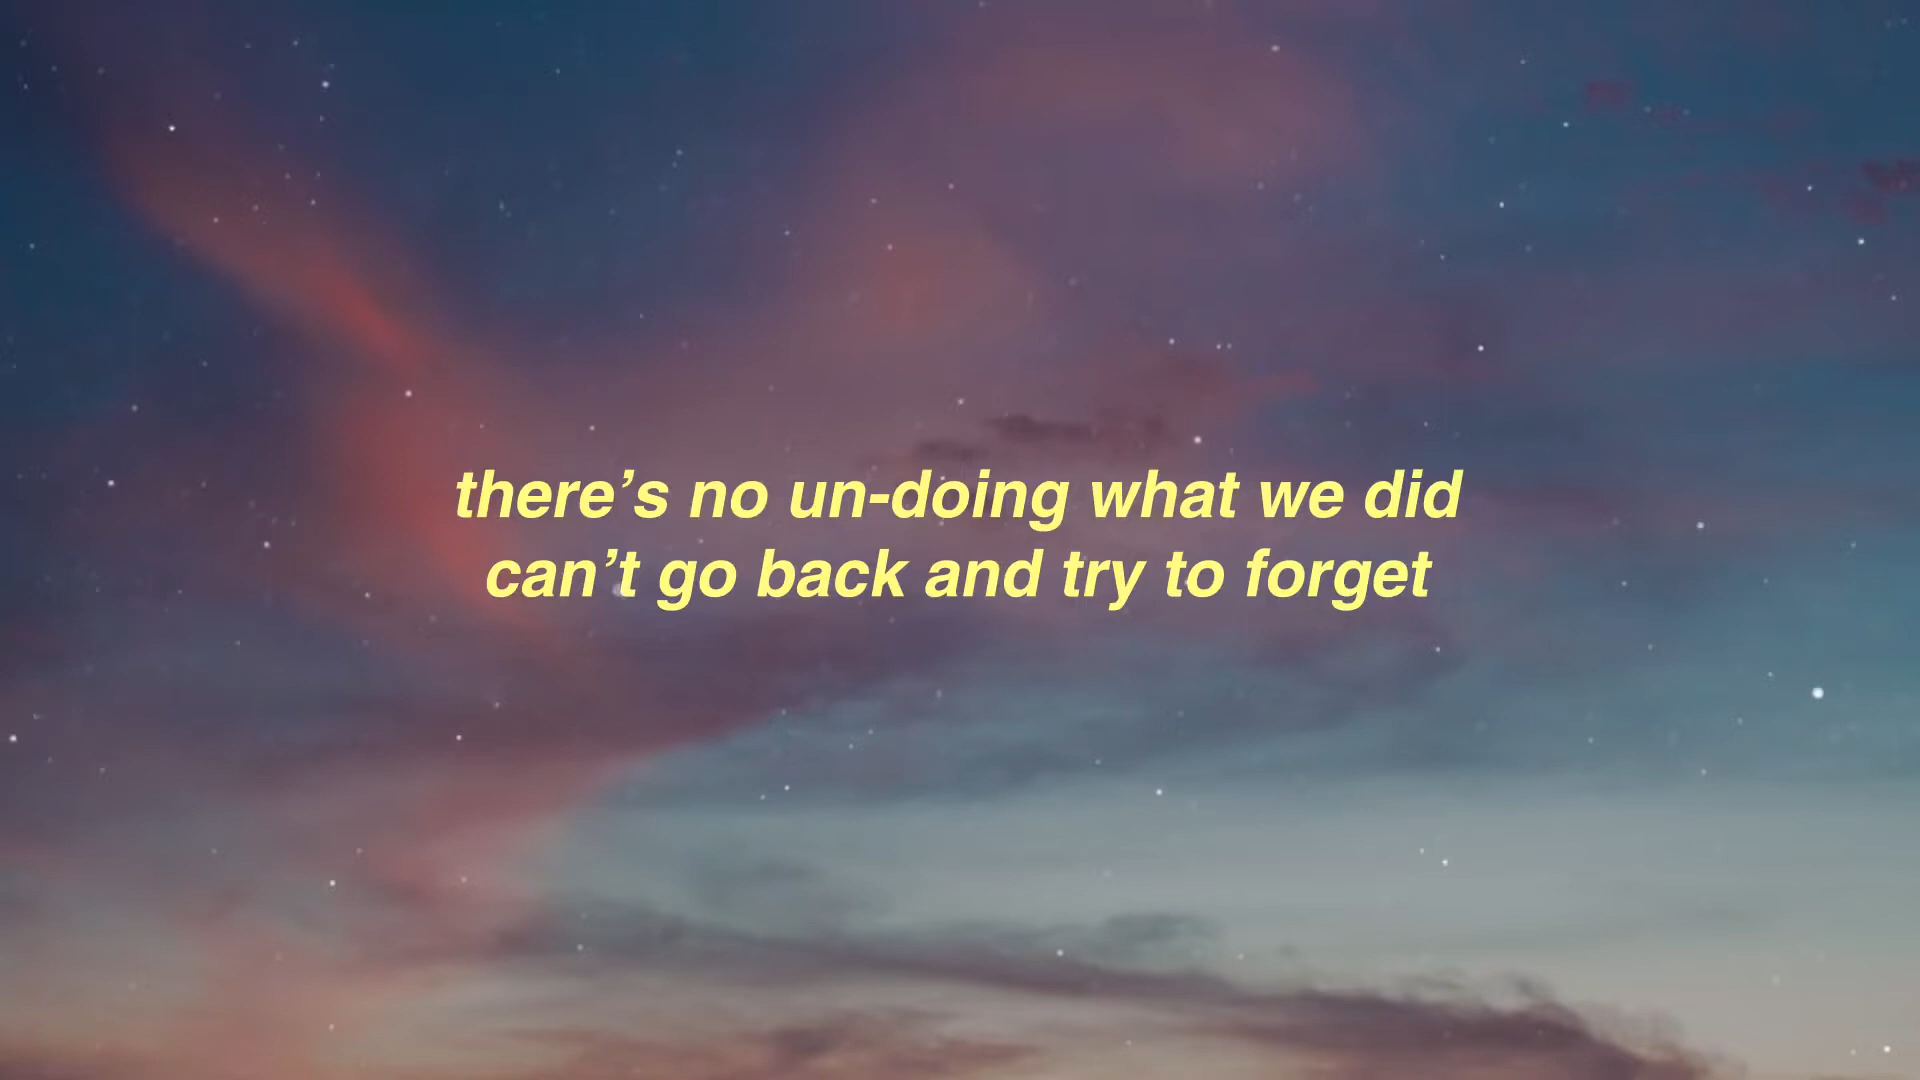 there’s no un-doing what we did
can’t go back and try to forget